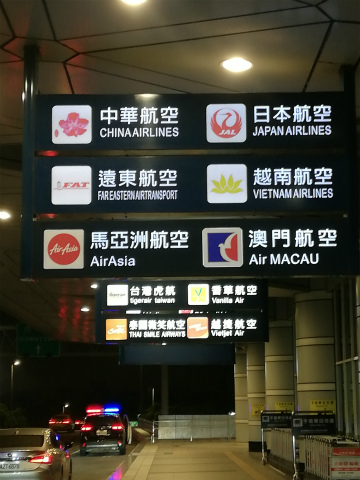 中華航空
CHINA AIRLINES
日本航空
JAPAN AIRLINES
JAL
遠東航空
FAR EASTERN AIR TRANSPORT
FAT
越南航空
VIETNAM AIRLINES
馬亞洲航空
AirAsia
AirAsia
澳門航空
Air MACAU
台灣虎航
tigerair taiwan
香草航空
Vanilla Air
泰國微笑航空
THAI SMILE AIRWAYS
越捷航空
Vietjet Air